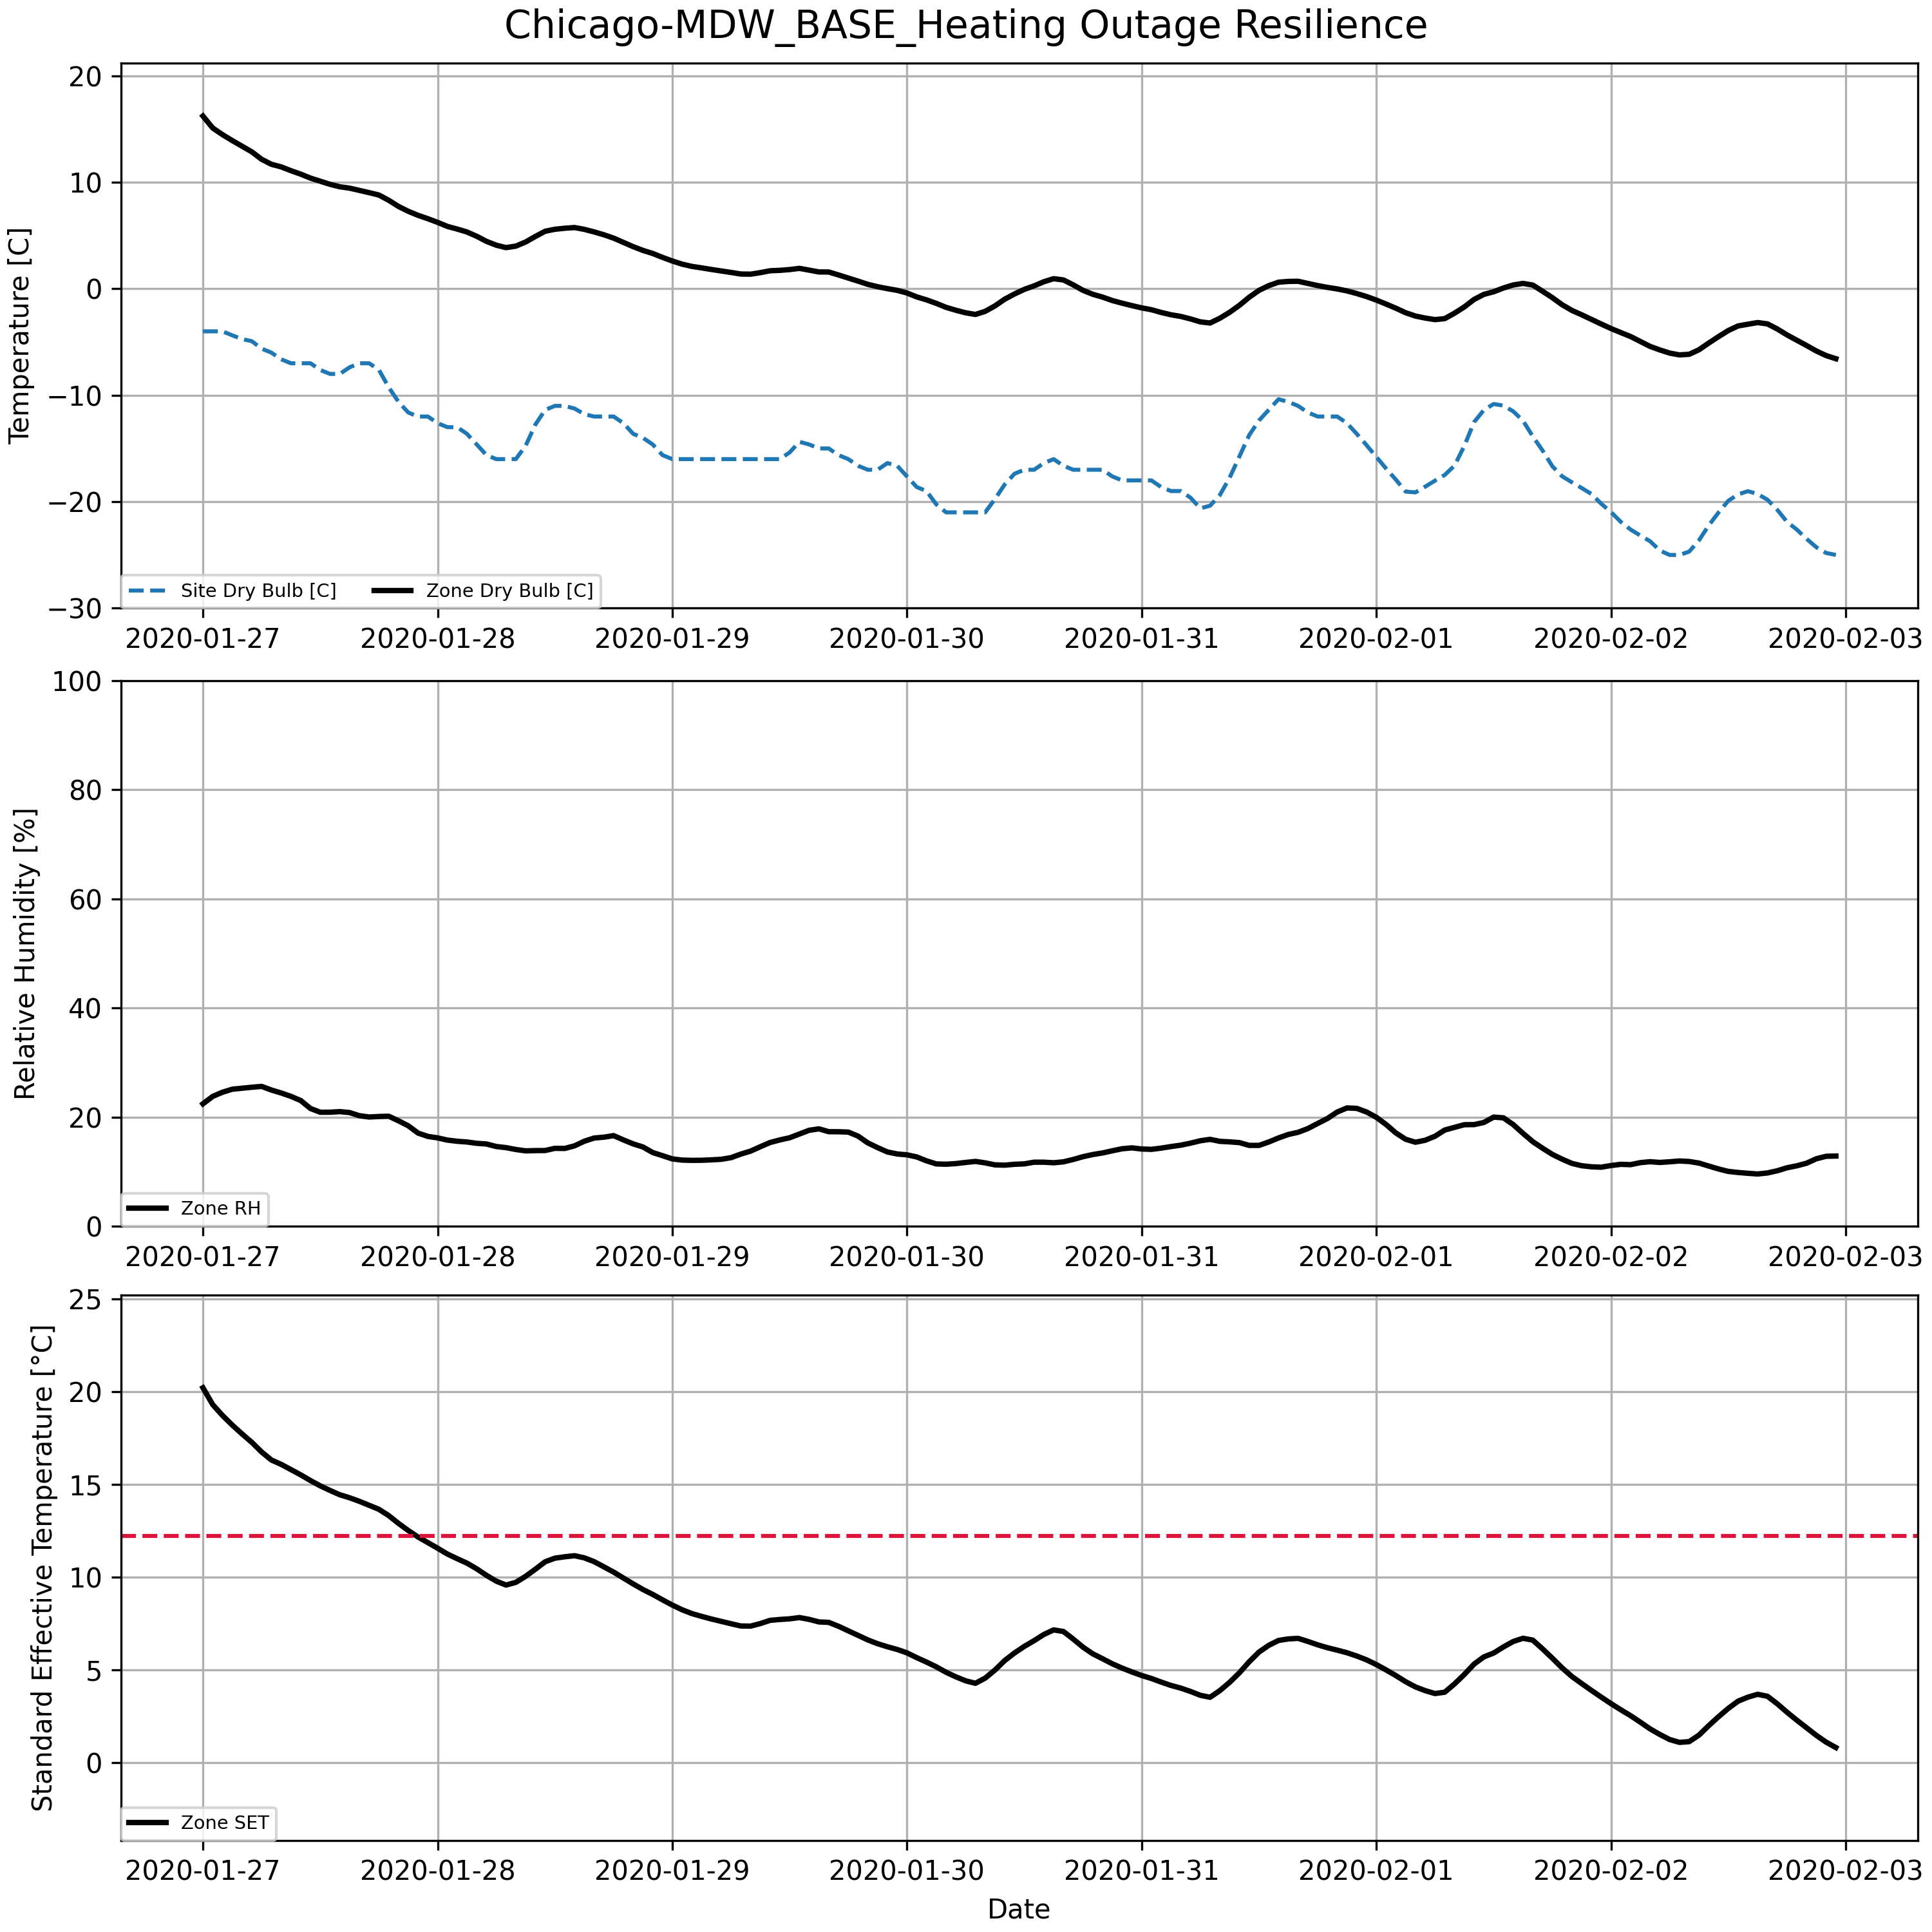 Chicago-MDW_BASE_Heating Outage Resilience
Temperature [C]
20
10
0
−10
−20
−30
Site Dry Bulb [C] Zone Dry Bulb [C]
2020-01-27 2020-01-28 2020-01-29 2020-01-30 2020-01-31 2020-02-01 2020-02-02 2020-02-03
Relative Humidity [%]
100
80
60
40
20
0
Zone RH
2020-01-27 2020-01-28 2020-01-29 2020-01-30 2020-01-31 2020-02-01 2020-02-02 2020-02-03
Standard Effective Temperature [°C]
25
20
15
10
5
0
Zone SET
2020-01-27 2020-01-28 2020-01-29 2020-01-30 2020-01-31 2020-02-01 2020-02-02 2020-02-03
Date